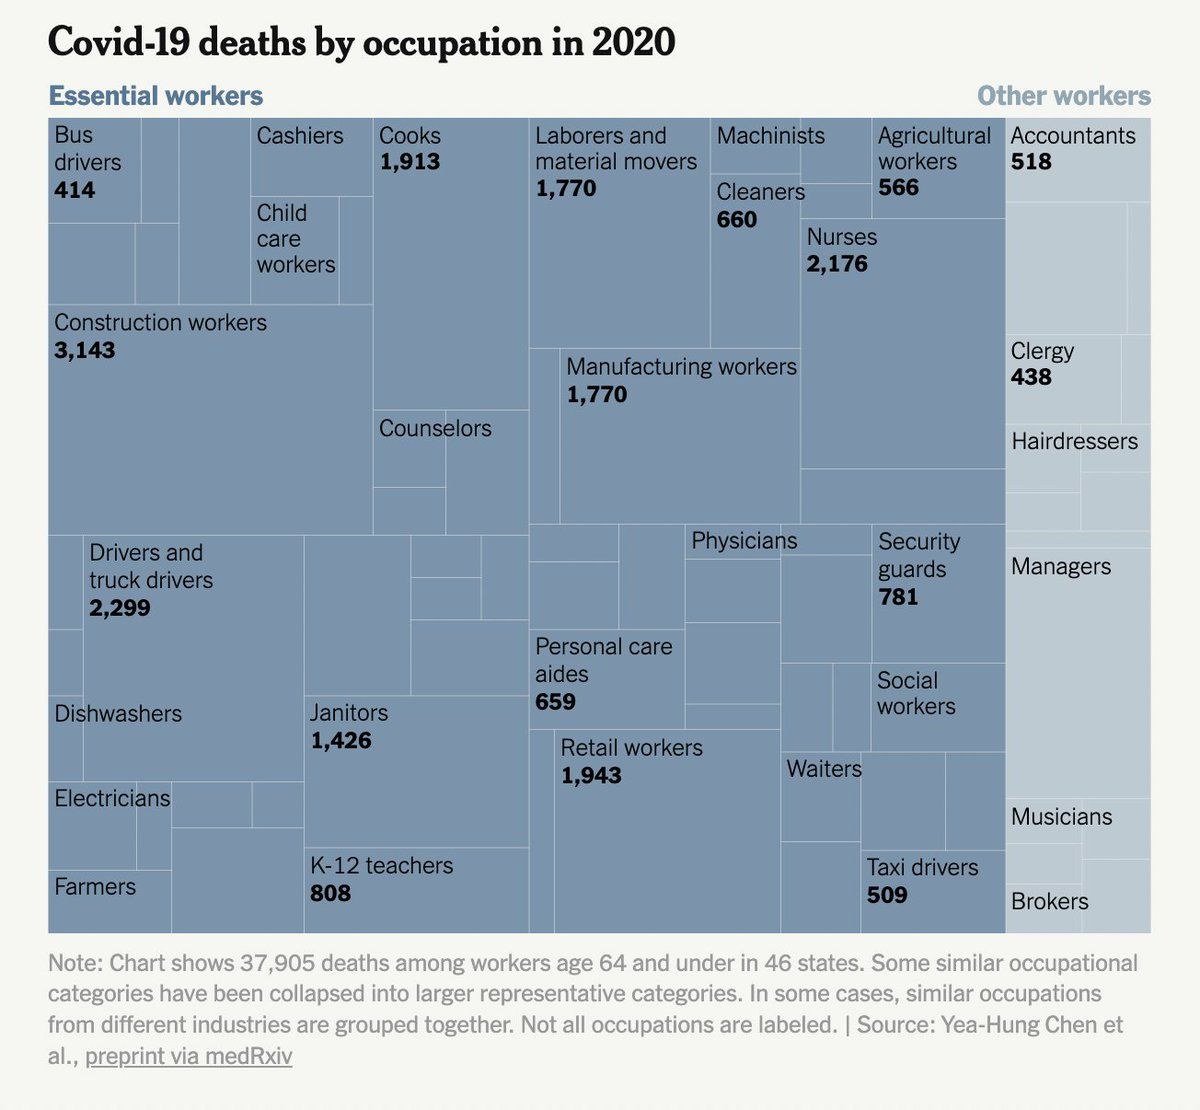 Covid-19 deaths by occupation in 2020
Essential workers
Other workers
Bus
drivers
414
Cashiers
Child
care
workers
Cooks
1,913
Laborers and
material movers
1,770
Machinists
Cleaners
660
Agricultural
workers
566
Nurses
2,176
Accountants
518
Construction workers
3,143
Counselors
Manufacturing workers
1,770
Clergy
438
Hairdressers
Drivers and
truck drivers
2,299
Physicians
Security
guards
781
Managers
Personal care
aides
659
Social
workers
Dishwashers
Janitors
1,426
Retail workers
1,943
Waiters
Electricians
Farmers
K-12 teachers
808
Taxi drivers
509
Musicians
Brokers
Note: Chart shows 37,905 deaths among workers age 64 and under in 46 states. Some similar occupational
categories have been collapsed into larger representative categories. In some cases, similar occupations
from different industries are grouped together. Not all occupations are labeled. | Source: Yea-Hung Chen et
al., preprint via medRxiv